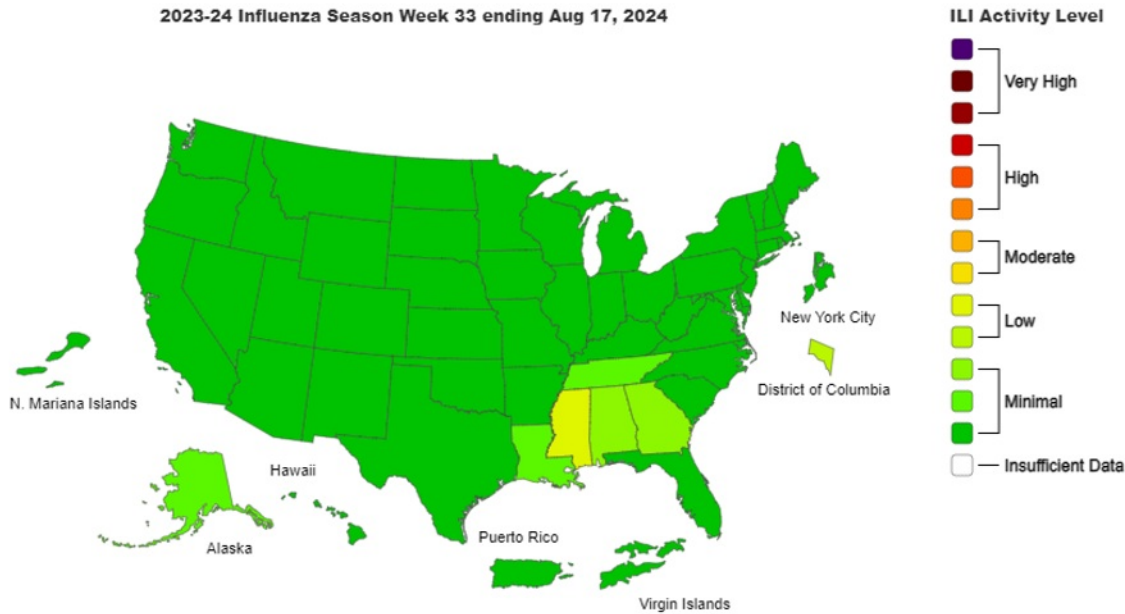 2023-24 Influenza Season Week 33 ending Aug 17, 2024
ILI Activity Level
Very High
High
Moderate
Low
Minimal
Insufficient Data
New York City
District of Columbia
N. Mariana Islands
Hawaii
Alaska
Puerto Rico
Virgin Islands